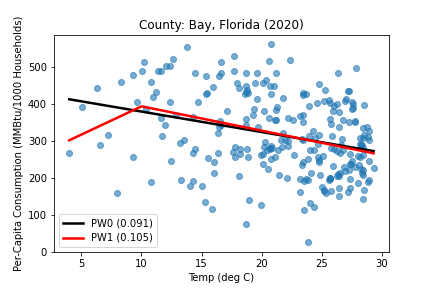 County: Bay, Florida (2020)
Per-Capita Consumption (MMBtu/1000 Households)
500
400
300
200
100
0
PW0 (0.091)
PW1 (0.105)
5 10 15 20 25 30
Temp (deg C)